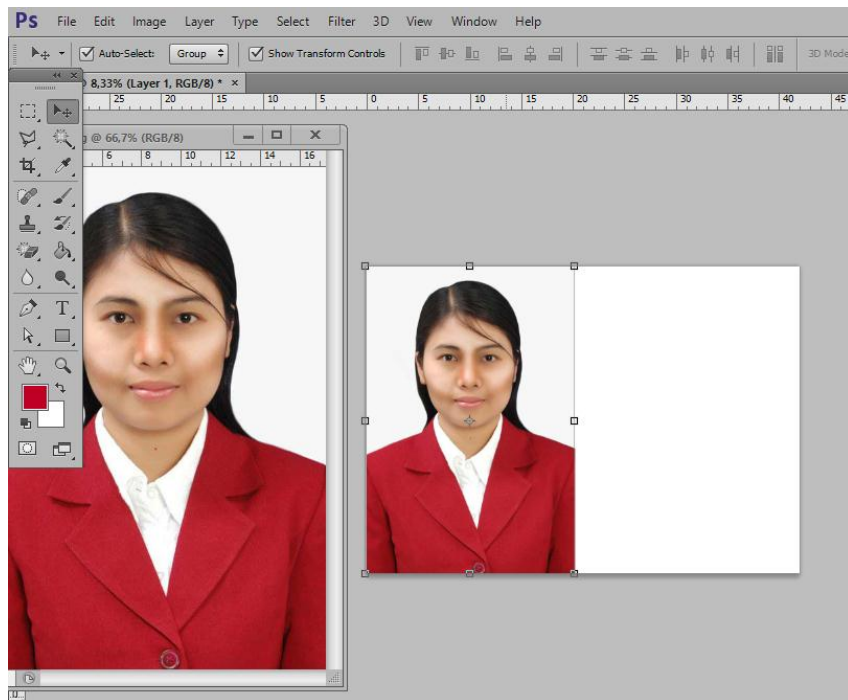 Ps File Edit Image Layer Type Select Filter 3D View Window Help
Auto-Select: Group Show Transform Controls 3D Mode
8,33% (Layer 1, RGB/8) * ×
25 20 15 10 5 0 5 10 15 20 25 30 35 40 45
g @ 66,7% (RGB/8)
6 8 10 12 14 16
T